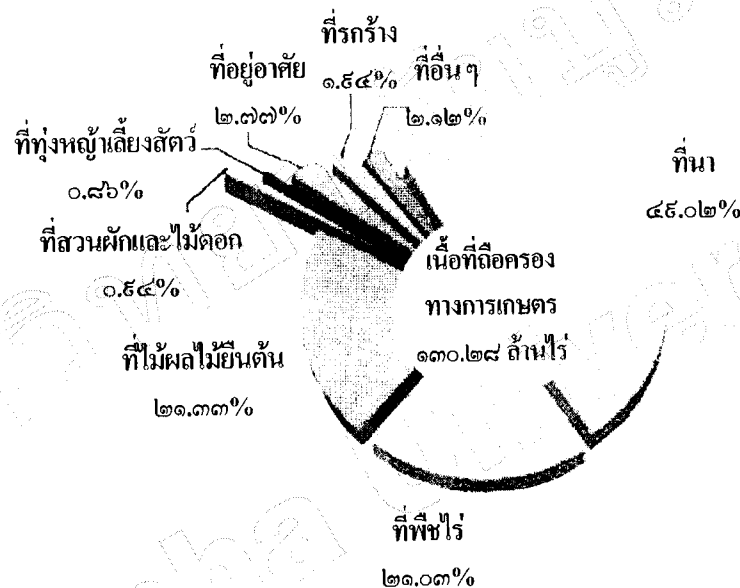 ที่รกร้าง
๑.๙๔%
ที่อยู่อาศัย
๒.๗๗%
ที่อื่น ๆ
๒.๑๒%
ที่ทุ่งหญ้าเลี้ยงสัตว์
๐.๘๖%
ที่นา
๔๙.๐๒%
ที่สวนผักและไม้ดอก
๐.๙๔%
เนื้อที่ถือครอง
ทางการเกษตร
๑๓๐.๒๘ ล้านไร่
ที่ไม้ผลไม้ยืนต้น
๒๑.๓๓%
ที่พืชไร่
๒๑.๐๓%